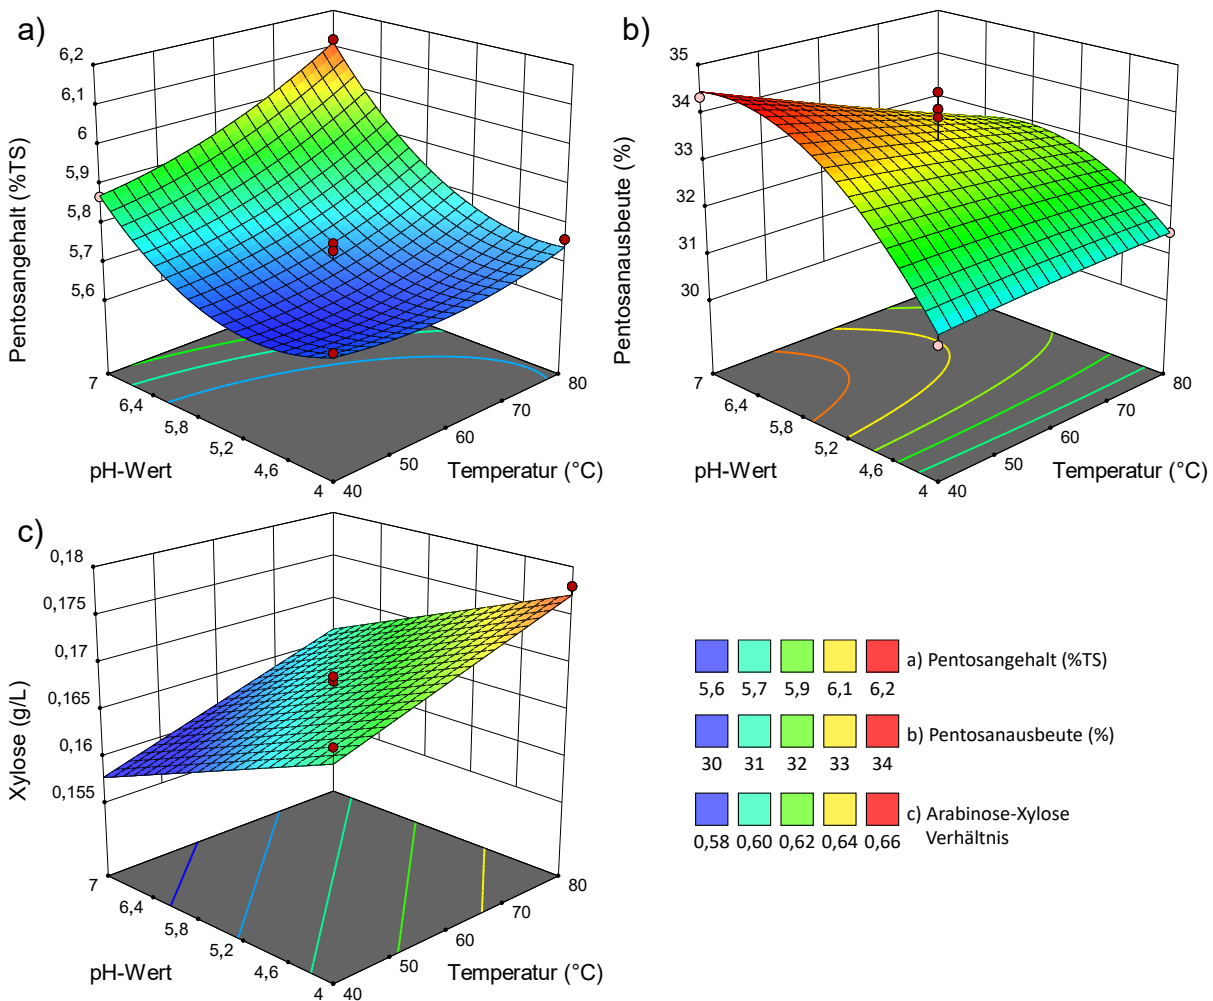 a)
6,2
6,1
6
5,9
5,8
5,7
5,6
Pentosangehalt (%TS)
7
6,4
5,8
5,2
4,6
4
pH-Wert
40
50
60
70
80
Temperatur (°C)
b)
35
34
33
32
31
30
Pentosanausbeute (%)
7
6,4
5,8
5,2
4,6
4
pH-Wert
40
50
60
70
80
Temperatur (°C)
c)
0,18
0,175
0,17
0,165
0,16
0,155
Xylose (g/L)
7
6,4
5,8
5,2
4,6
4
pH-Wert
40
50
60
70
80
Temperatur (°C)
a) Pentosangehalt (%TS)
5,6 5,7 5,9 6,1 6,2
b) Pentosanausbeute (%)
30 31 32 33 34
c) Arabinose-Xylose
Verhältnis
0,58 0,60 0,62 0,64 0,66